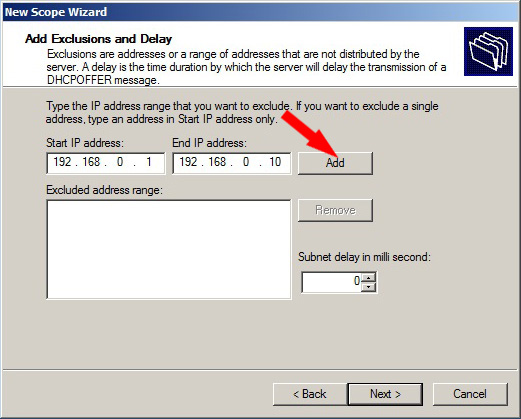 New Scope Wizard
Add Exclusions and Delay
Exclusions are addresses or a range of addresses that are not distributed by the
server. A delay is the time duration by which the server will delay the transmission of a
DHCPOFFER message.
Type the IP address range that you want to exclude. If you want to exclude a single
address, type an address in Start IP address only.
Start IP address: End IP address:
192 . 168 . 0 . 1 192 . 168 . 0 . 10 Add
Excluded address range:
Remove
Subnet delay in milli second:
0
< Back Next > Cancel